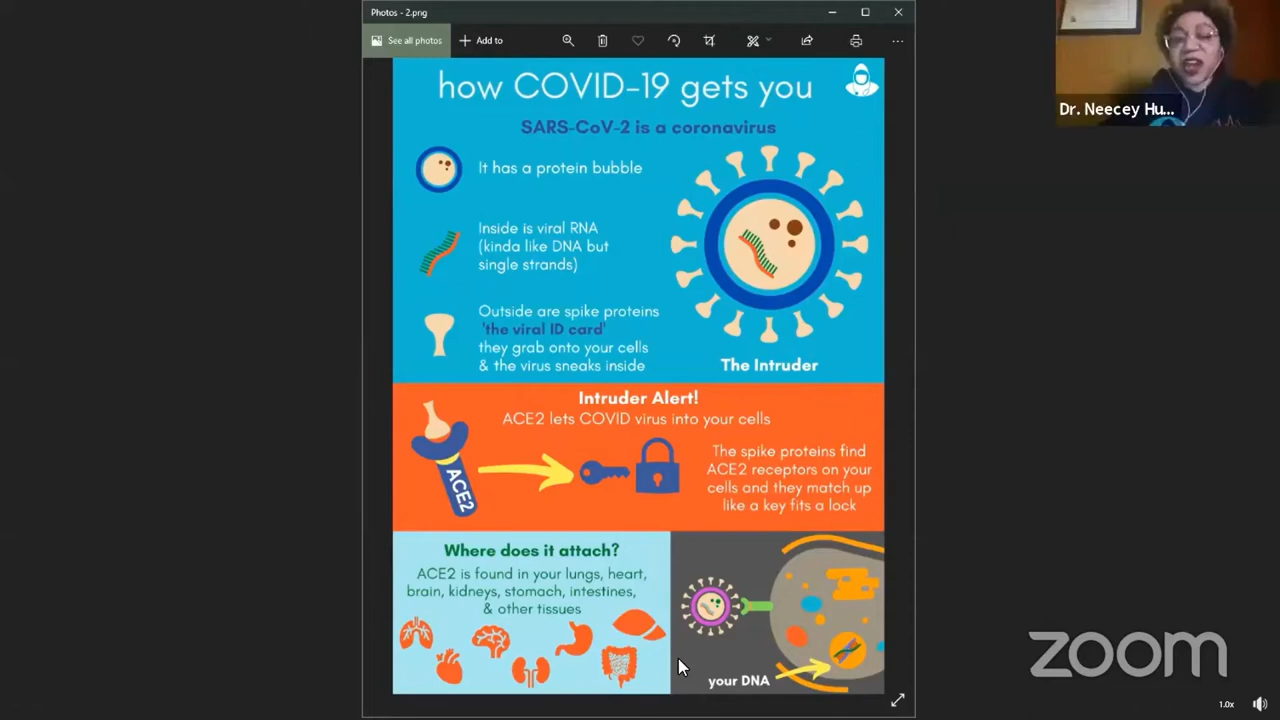 Photos - 2.png
See all photos
Add to
how COVID-19 gets you
SARS-CoV-2 is a coronavirus
It has a protein bubble
Inside is viral RNA
(kinda like DNA but
single strands)
Outside are spike proteins
'the viral ID card'
they grab onto your cells
& the virus sneaks inside
The Intruder
Intruder Alert!
ACE2 lets COVID virus into your cells
ACE2
The spike proteins find
ACE2 receptors on your
cells and they match up
like a key fits a lock
Where does it attach?
ACE2 is found in your lungs, heart,
brain, kidneys, stomach, intestines,
& other tissues
your DNA
Dr. Neecey Hu...
zoom
1.0x